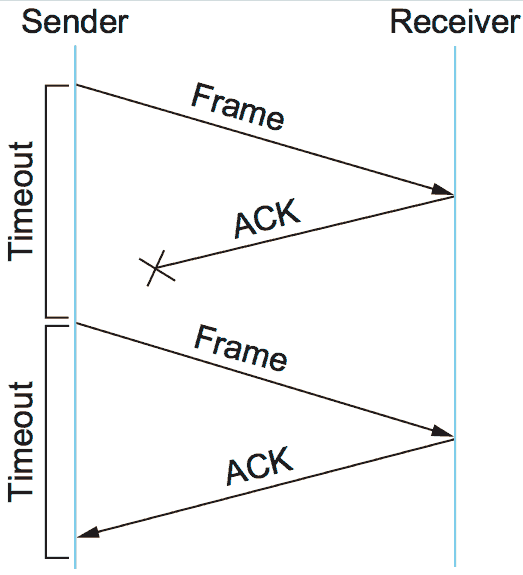 Sender
Receiver
Timeout
Frame
ACK
Timeout
Frame
ACK